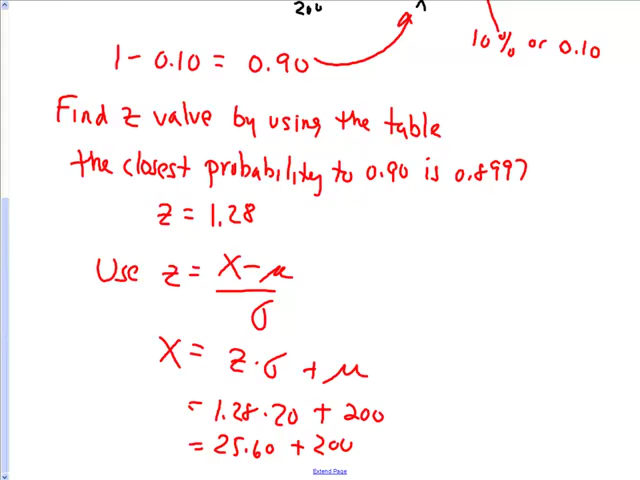 200
10% or 0.10
1 - 0.10 = 0.90
Find z value by using the table
the closest probability to 0.90 is 0.8997
z = 1.28
Use z = X - μ / σ
X = z · σ + μ
= 1.28 · 20 + 200
= 25.60 + 200
Extend Page